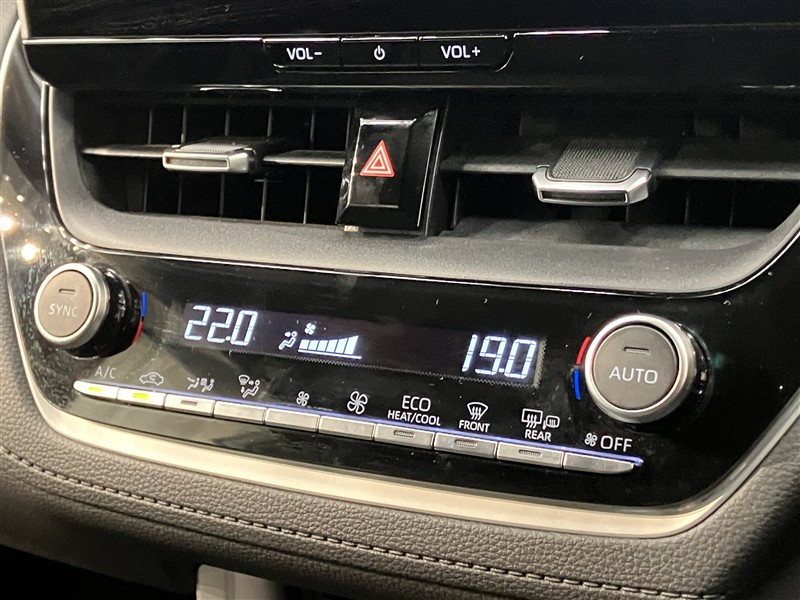 VOL- VOL+
SYNC
22.0
19.0
AUTO
A/C
ECO
HEAT/COOL
FRONT
REAR
OFF